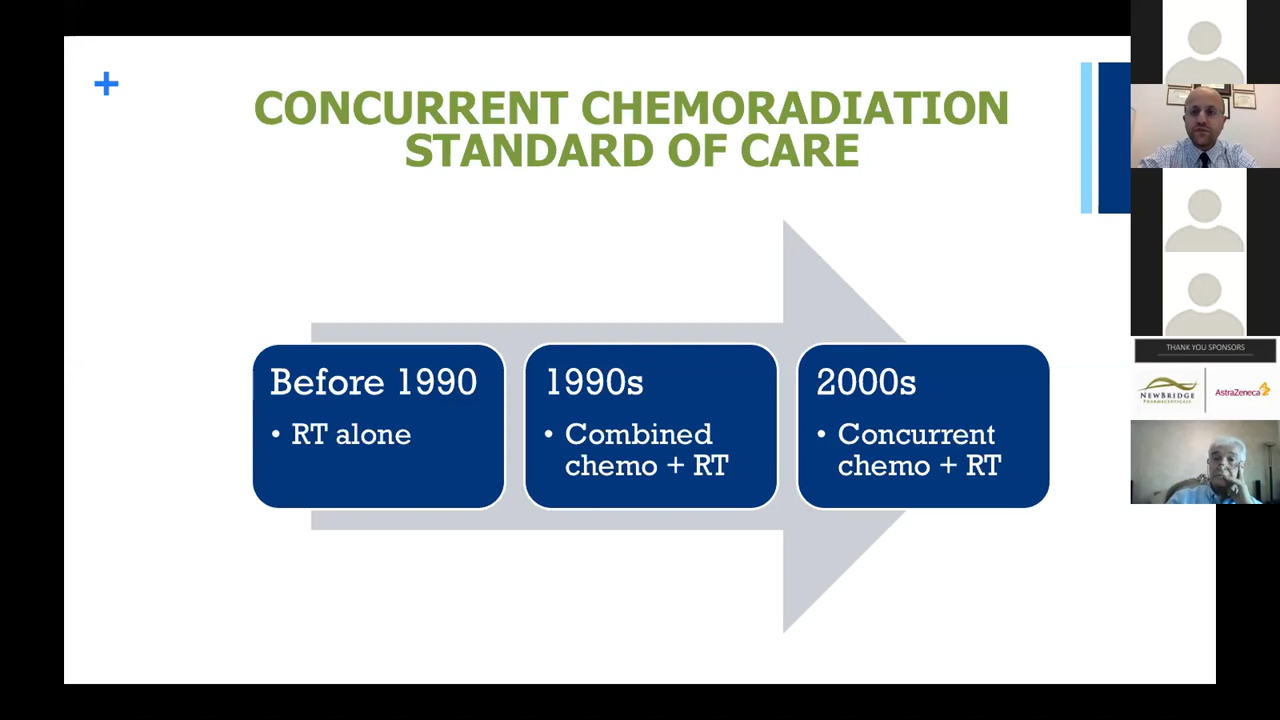 +
CONCURRENT CHEMORADIATION
STANDARD OF CARE
Before 1990
• RT alone
1990s
• Combined
chemo + RT
2000s
• Concurrent
chemo + RT
THANK YOU SPONSORS
NEWBRIDGE
PHARMACEUTICALS
AstraZeneca